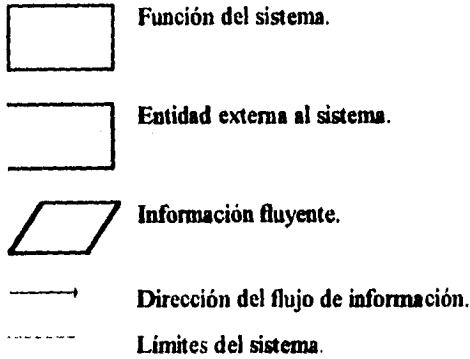 Función del sistema.
Entidad externa al sistema.
Información fluyente.
Dirección del flujo de información.
Límites del sistema.